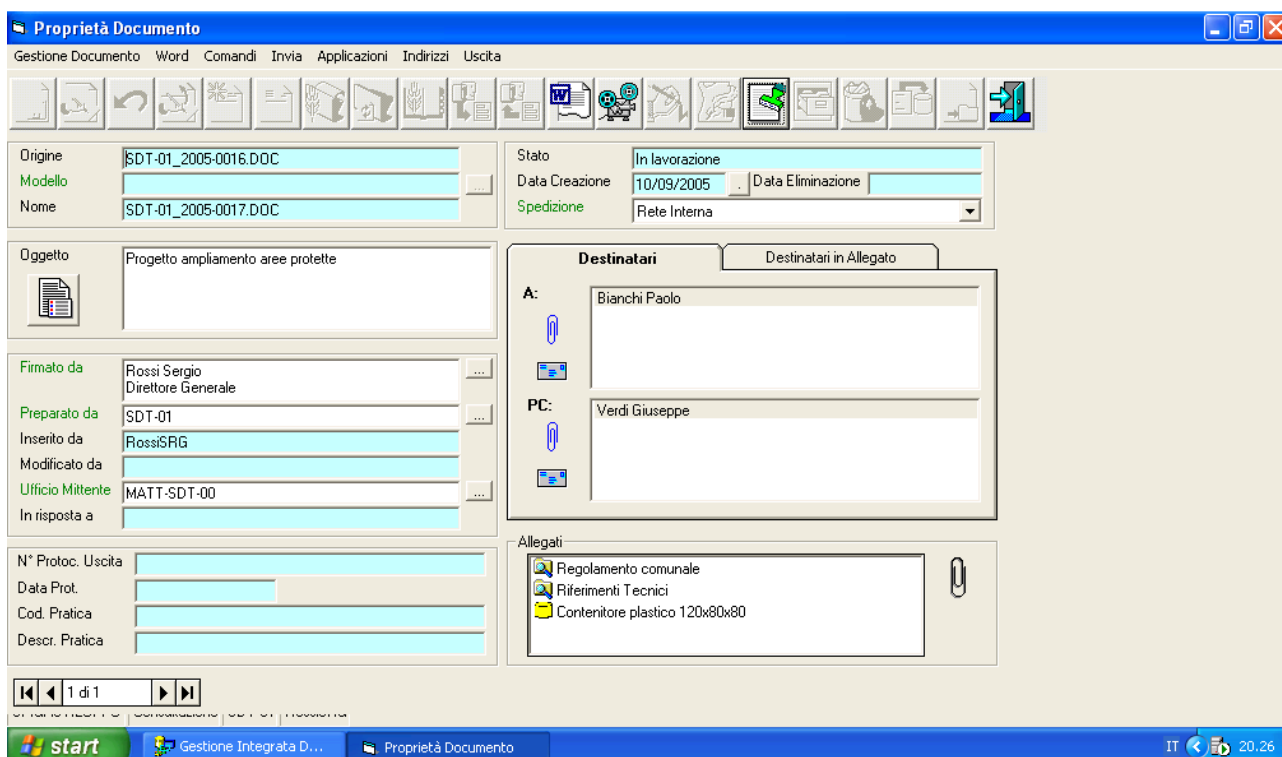 Proprietà Documento
Gestione Documento Word Comandi Invia Applicazioni Indirizzi Uscita
Origine SDT-01_2005-0016.DOC
Modello ...
Nome SDT-01_2005-0017.DOC
Stato In lavorazione
Data Creazione 10/09/2005 . Data Eliminazione
Spedizione Rete Interna
Oggetto Progetto ampliamento aree protette
Destinatari Destinatari in Allegato
A: Bianchi Paolo
PC: Verdi Giuseppe
Firmato da Rossi Sergio ...
Direttore Generale
Preparato da SDT-01 ...
Inserito da RossiSRG
Modificato da
Ufficio Mittente MATT-SDT-00 ...
In risposta a
N° Protoc. Uscita
Data Prot.
Cod. Pratica
Descr. Pratica
Allegati
Regolamento comunale
Riferimenti Tecnici
Contenitore plastico 120x80x80
1 di 1
start Gestione Integrata D... Proprietà Documento IT 20.26